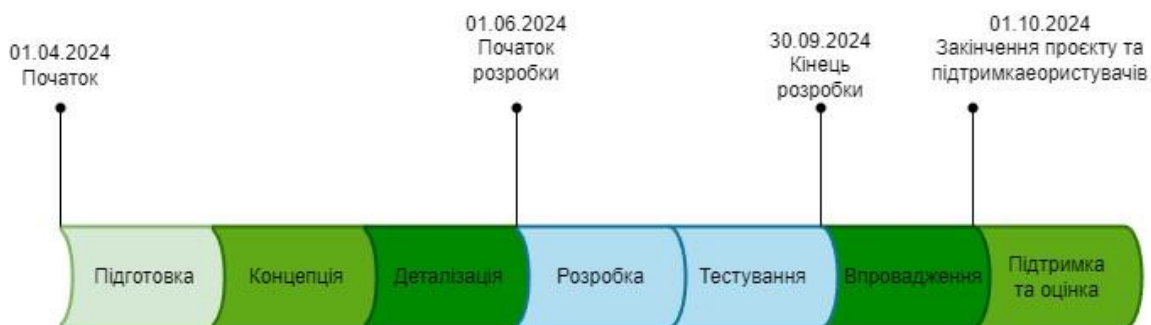 01.04.2024
Початок
01.06.2024
Початок
розробки
30.09.2024
Кінець
розробки
01.10.2024
Закінчення проєкту та
підтримкаеористувачів
Підготовка
Концепція
Деталізація
Розробка
Тестування
Впровадження
Підтримка
та оцінка